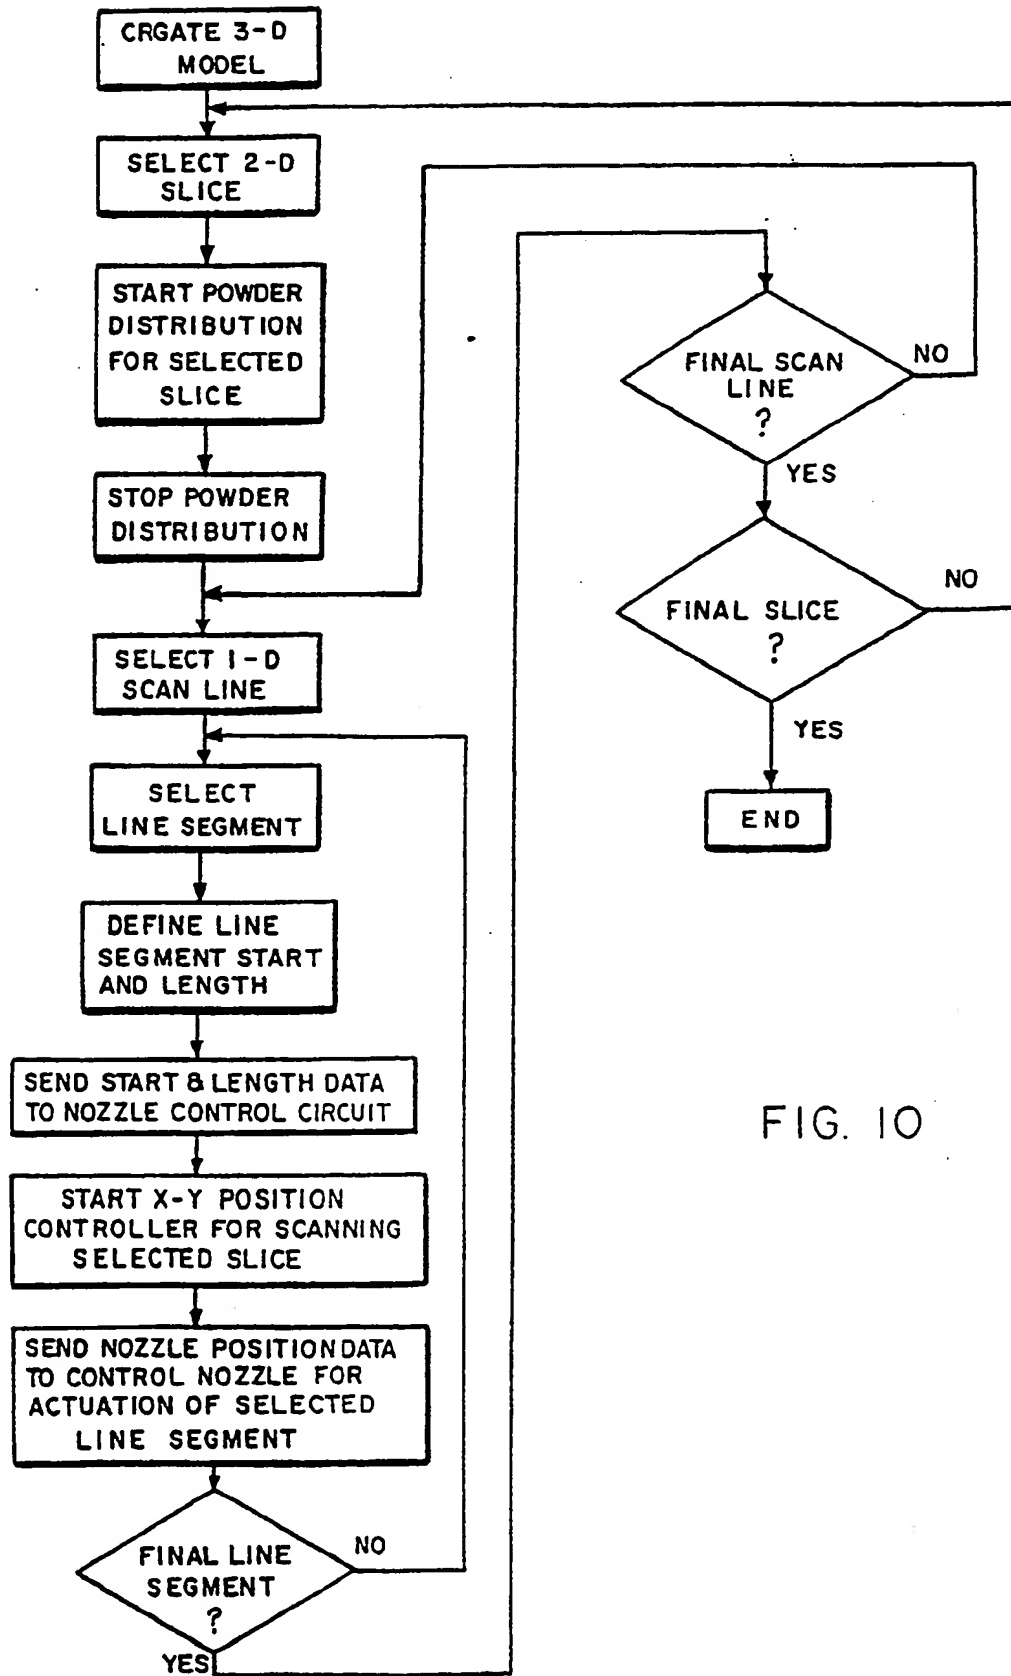 CRGATE 3-D
MODEL
SELECT 2-D
SLICE
START POWDER
DISTRIBUTION
FOR SELECTED
SLICE
STOP POWDER
DISTRIBUTION
SELECT 1-D
SCAN LINE
SELECT
LINE SEGMENT
DEFINE LINE
SEGMENT START
AND LENGTH
SEND START & LENGTH DATA
TO NOZZLE CONTROL CIRCUIT
START X-Y POSITION
CONTROLLER FOR SCANNING
SELECTED SLICE
SEND NOZZLE POSITION DATA
TO CONTROL NOZZLE FOR
ACTUATION OF SELECTED
LINE SEGMENT
FINAL LINE
SEGMENT
?
NO
YES
FINAL SCAN
LINE
?
NO
YES
FINAL SLICE
?
NO
YES
END
FIG. 10